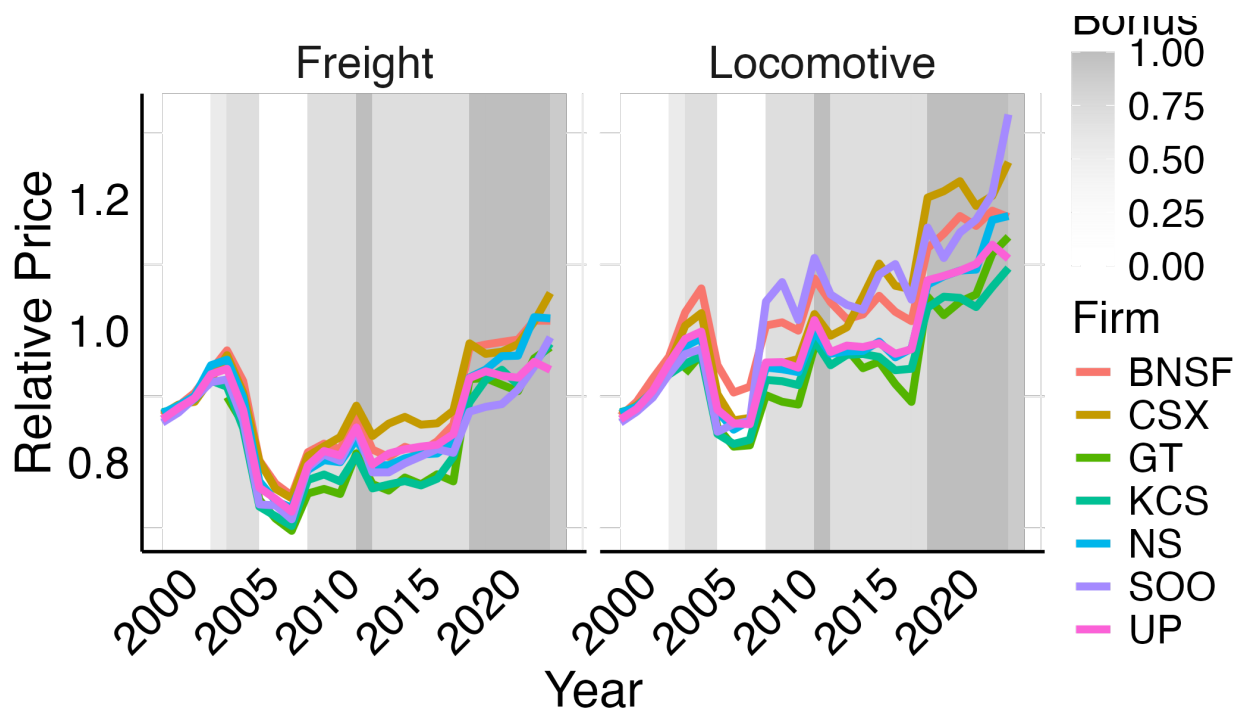 Freight
Locomotive
Relative Price
1.2
1.0
0.8
2000
2005
2010
2015
2020
2000
2005
2010
2015
2020
Year
Bonus
1.00
0.75
0.50
0.25
0.00
Firm
BNSF
CSX
GT
KCS
NS
SOO
UP